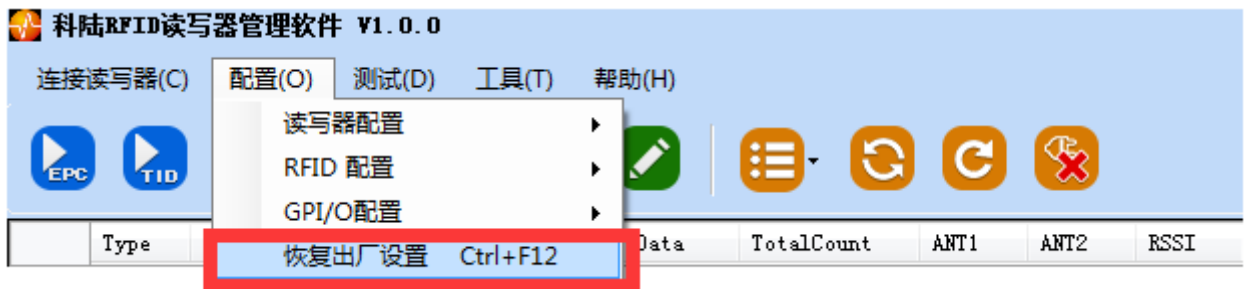 科陆RFID读写器管理软件 V1.0.0
连接读写器(C) 配置(O) 测试(D) 工具(T) 帮助(H)
读写器配置
EPC TID
RFID 配置
GPI/O配置
Type Data TotalCount ANT1 ANT2 RSSI
恢复出厂设置 Ctrl+F12